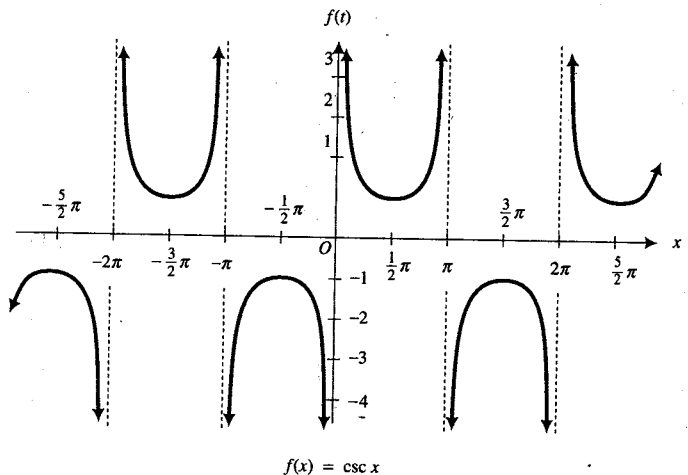 f(t)
3
2
1
-5/2 π
-1/2 π
3/2 π
O
x
-2π
-3/2 π
-π
1/2 π
π
2π
5/2 π
-1
-2
-3
-4
f(x) = csc x